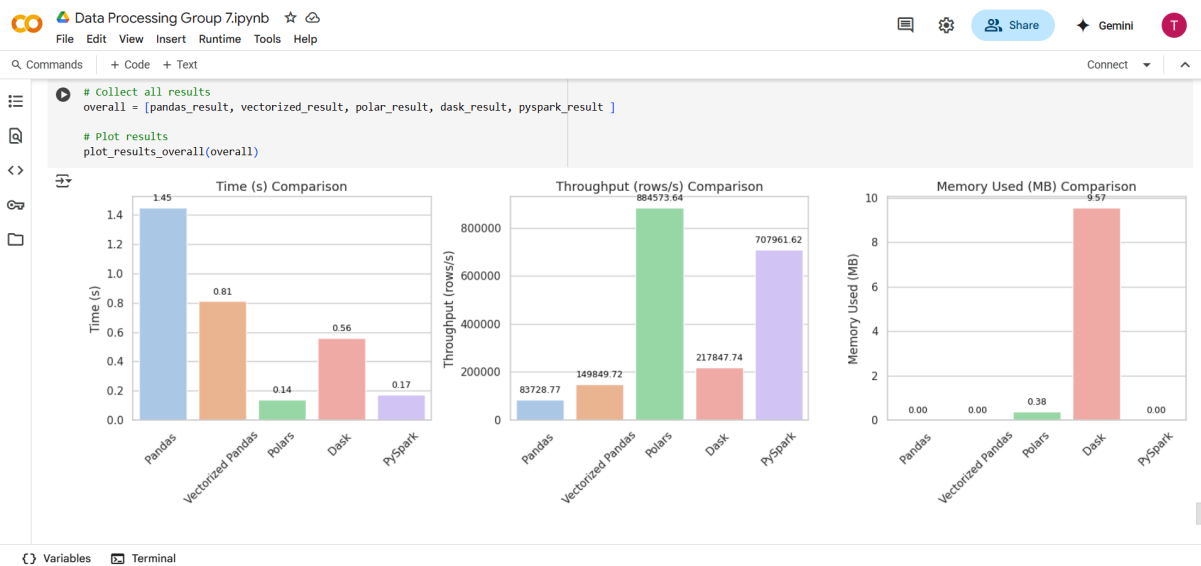 Data Processing Group 7.ipynb
File Edit View Insert Runtime Tools Help
Share
Gemini
T
Commands + Code + Text
Connect
# Collect all results
overall = [pandas_result, vectorized_result, polar_result, dask_result, pyspark_result ]
# Plot results
plot_results_overall(overall)
Time (s) Comparison
Time (s)
1.4
1.2
1.0
0.8
0.6
0.4
0.2
0.0
1.45
0.81
0.14
0.56
0.17
Pandas
Vectorized Pandas
Polars
Dask
PySpark
Throughput (rows/s) Comparison
Throughput (rows/s)
800000
600000
400000
200000
0
83728.77
149849.72
884573.64
217847.74
707961.62
Pandas
Vectorized Pandas
Polars
Dask
PySpark
Memory Used (MB) Comparison
Memory Used (MB)
10
8
6
4
2
0
0.00
0.00
0.38
9.57
0.00
Pandas
Vectorized Pandas
Polars
Dask
PySpark
Variables
Terminal